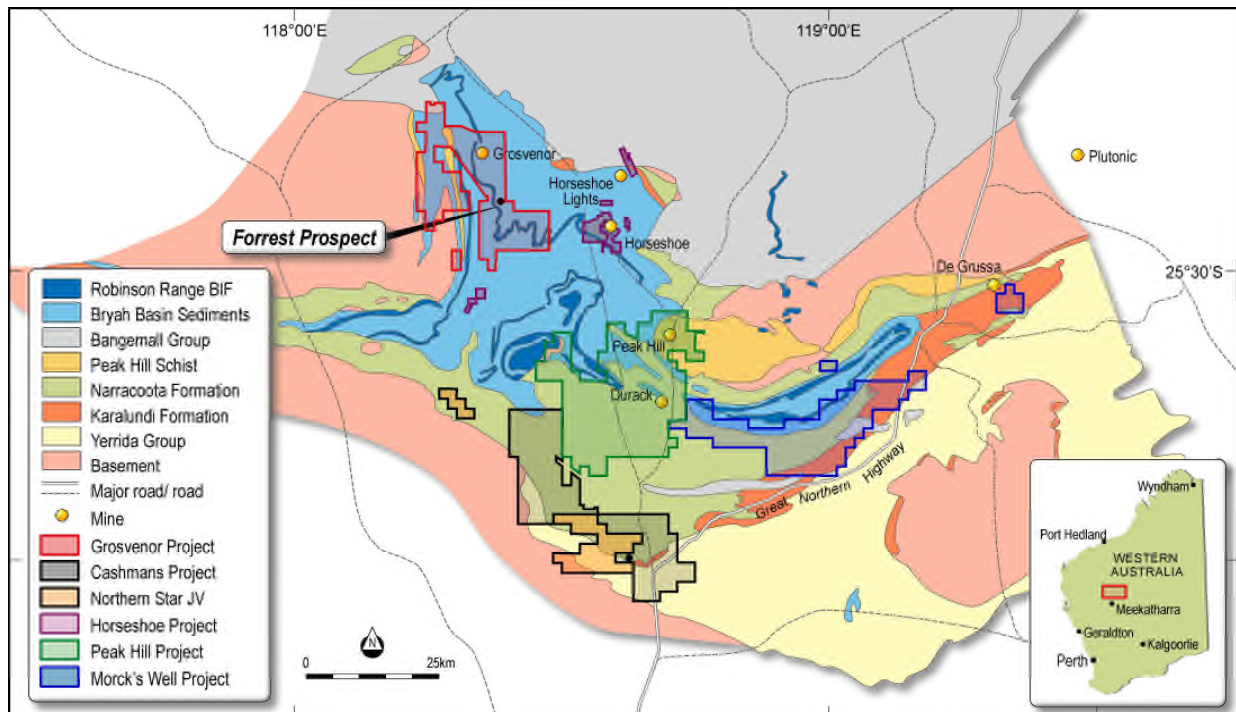 118°00'E
119°00'E
Grosvenor
Plutonic
Horseshoe
Lights
Forrest Prospect
Horseshoe
De Grussa
25°30'S
Peak Hill
Durack
Great Northern Highway
Robinson Range BIF
Bryah Basin Sediments
Bangemall Group
Peak Hill Schist
Narracoota Formation
Karalundi Formation
Yerrida Group
Basement
Major road/ road
Mine
Grosvenor Project
Cashmans Project
Northern Star JV
Horseshoe Project
Peak Hill Project
Morck's Well Project
N
0
25km
Wyndham
Port Hedland
WESTERN
AUSTRALIA
Meekatharra
Geraldton
Kalgoorlie
Perth